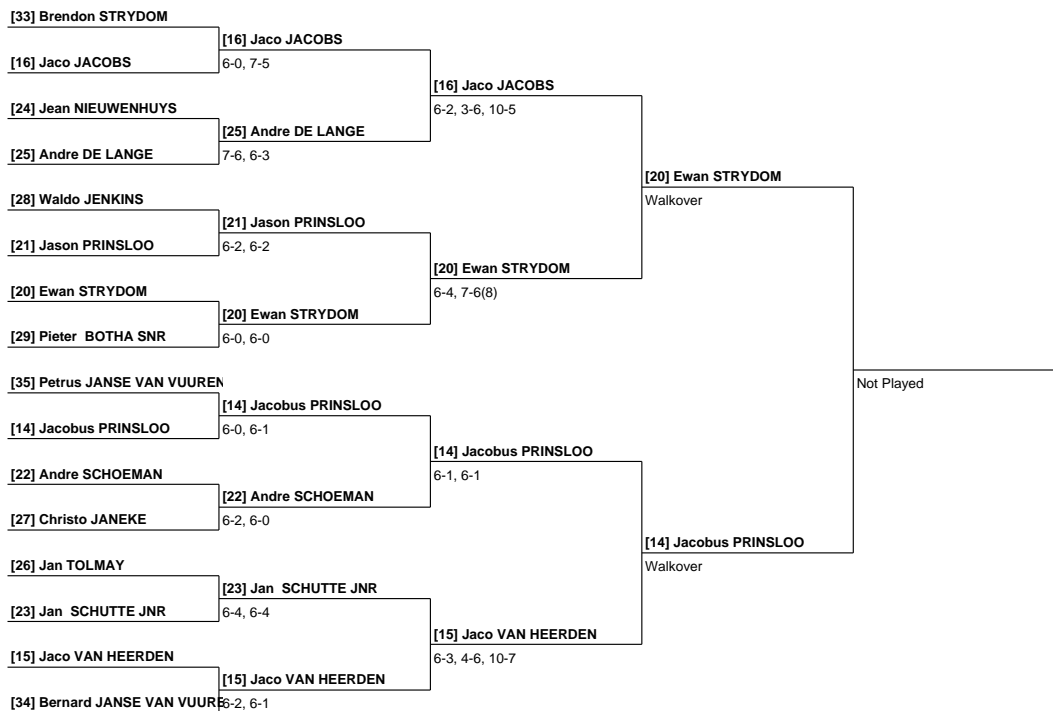 [33] Brendon STRYDOM
[16] Jaco JACOBS
[16] Jaco JACOBS
6-0, 7-5
[16] Jaco JACOBS
6-2, 3-6, 10-5
[24] Jean NIEUWENHUYS
[25] Andre DE LANGE
[25] Andre DE LANGE
7-6, 6-3
[20] Ewan STRYDOM
Walkover
[28] Waldo JENKINS
[21] Jason PRINSLOO
[21] Jason PRINSLOO
6-2, 6-2
[20] Ewan STRYDOM
6-4, 7-6(8)
[20] Ewan STRYDOM
[20] Ewan STRYDOM
[29] Pieter BOTHA SNR
6-0, 6-0
Not Played
[35] Petrus JANSE VAN VUUREN
[14] Jacobus PRINSLOO
[14] Jacobus PRINSLOO
6-0, 6-1
[14] Jacobus PRINSLOO
6-1, 6-1
[22] Andre SCHOEMAN
[22] Andre SCHOEMAN
[27] Christo JANEKE
6-2, 6-0
[14] Jacobus PRINSLOO
Walkover
[26] Jan TOLMAY
[23] Jan SCHUTTE JNR
[23] Jan SCHUTTE JNR
6-4, 6-4
[15] Jaco VAN HEERDEN
6-3, 4-6, 10-7
[15] Jaco VAN HEERDEN
[15] Jaco VAN HEERDEN
[34] Bernard JANSE VAN VUURE
6-2, 6-1